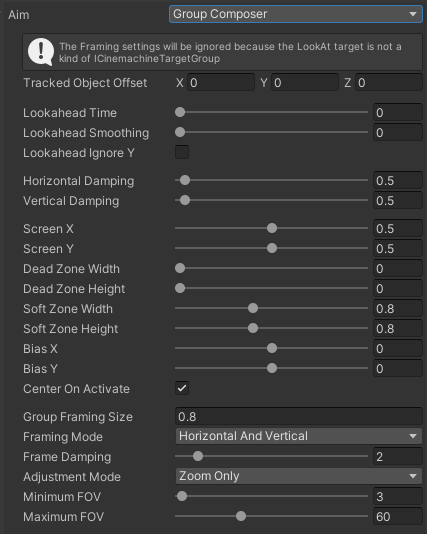 Aim Group Composer
The Framing settings will be ignored because the LookAt target is not a
kind of ICinemachineTargetGroup
Tracked Object Offset X 0 Y 0 Z 0
Lookahead Time 0
Lookahead Smoothing 0
Lookahead Ignore Y
Horizontal Damping 0.5
Vertical Damping 0.5
Screen X 0.5
Screen Y 0.5
Dead Zone Width 0
Dead Zone Height 0
Soft Zone Width 0.8
Soft Zone Height 0.8
Bias X 0
Bias Y 0
Center On Activate
Group Framing Size 0.8
Framing Mode Horizontal And Vertical
Frame Damping 2
Adjustment Mode Zoom Only
Minimum FOV 3
Maximum FOV 60